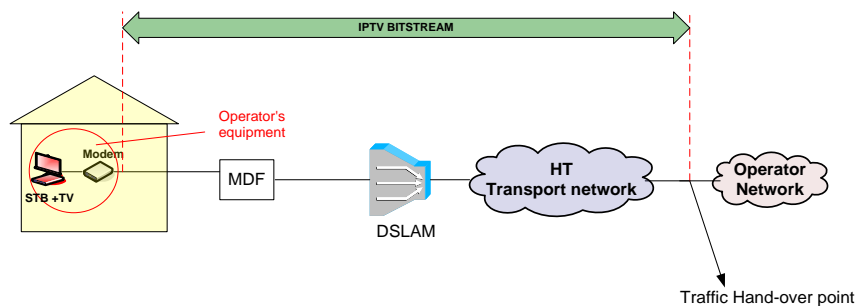 IPTV BITSTREAM
Operator's
equipment
Modem
STB +TV
MDF
DSLAM
HT
Transport network
Operator
Network
Traffic Hand-over point